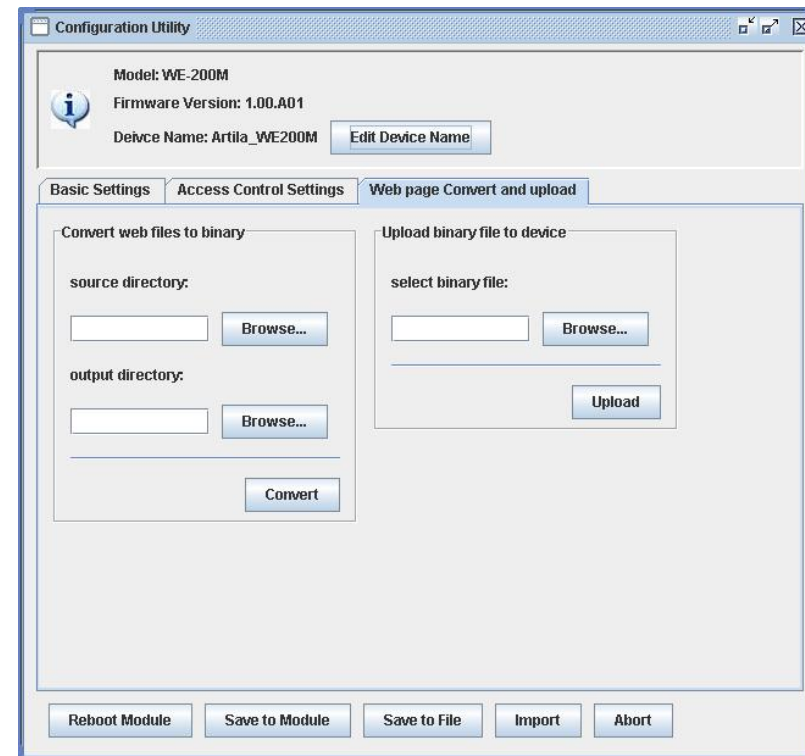 Configuration Utility
Model: WE-200M
Firmware Version: 1.00.A01
Deivce Name: Artila_WE200M Edit Device Name
Basic Settings Access Control Settings Web page Convert and upload
Convert web files to binary
source directory:
Browse...
output directory:
Browse...
Convert
Upload binary file to device
select binary file:
Browse...
Upload
Reboot Module Save to Module Save to File Import Abort